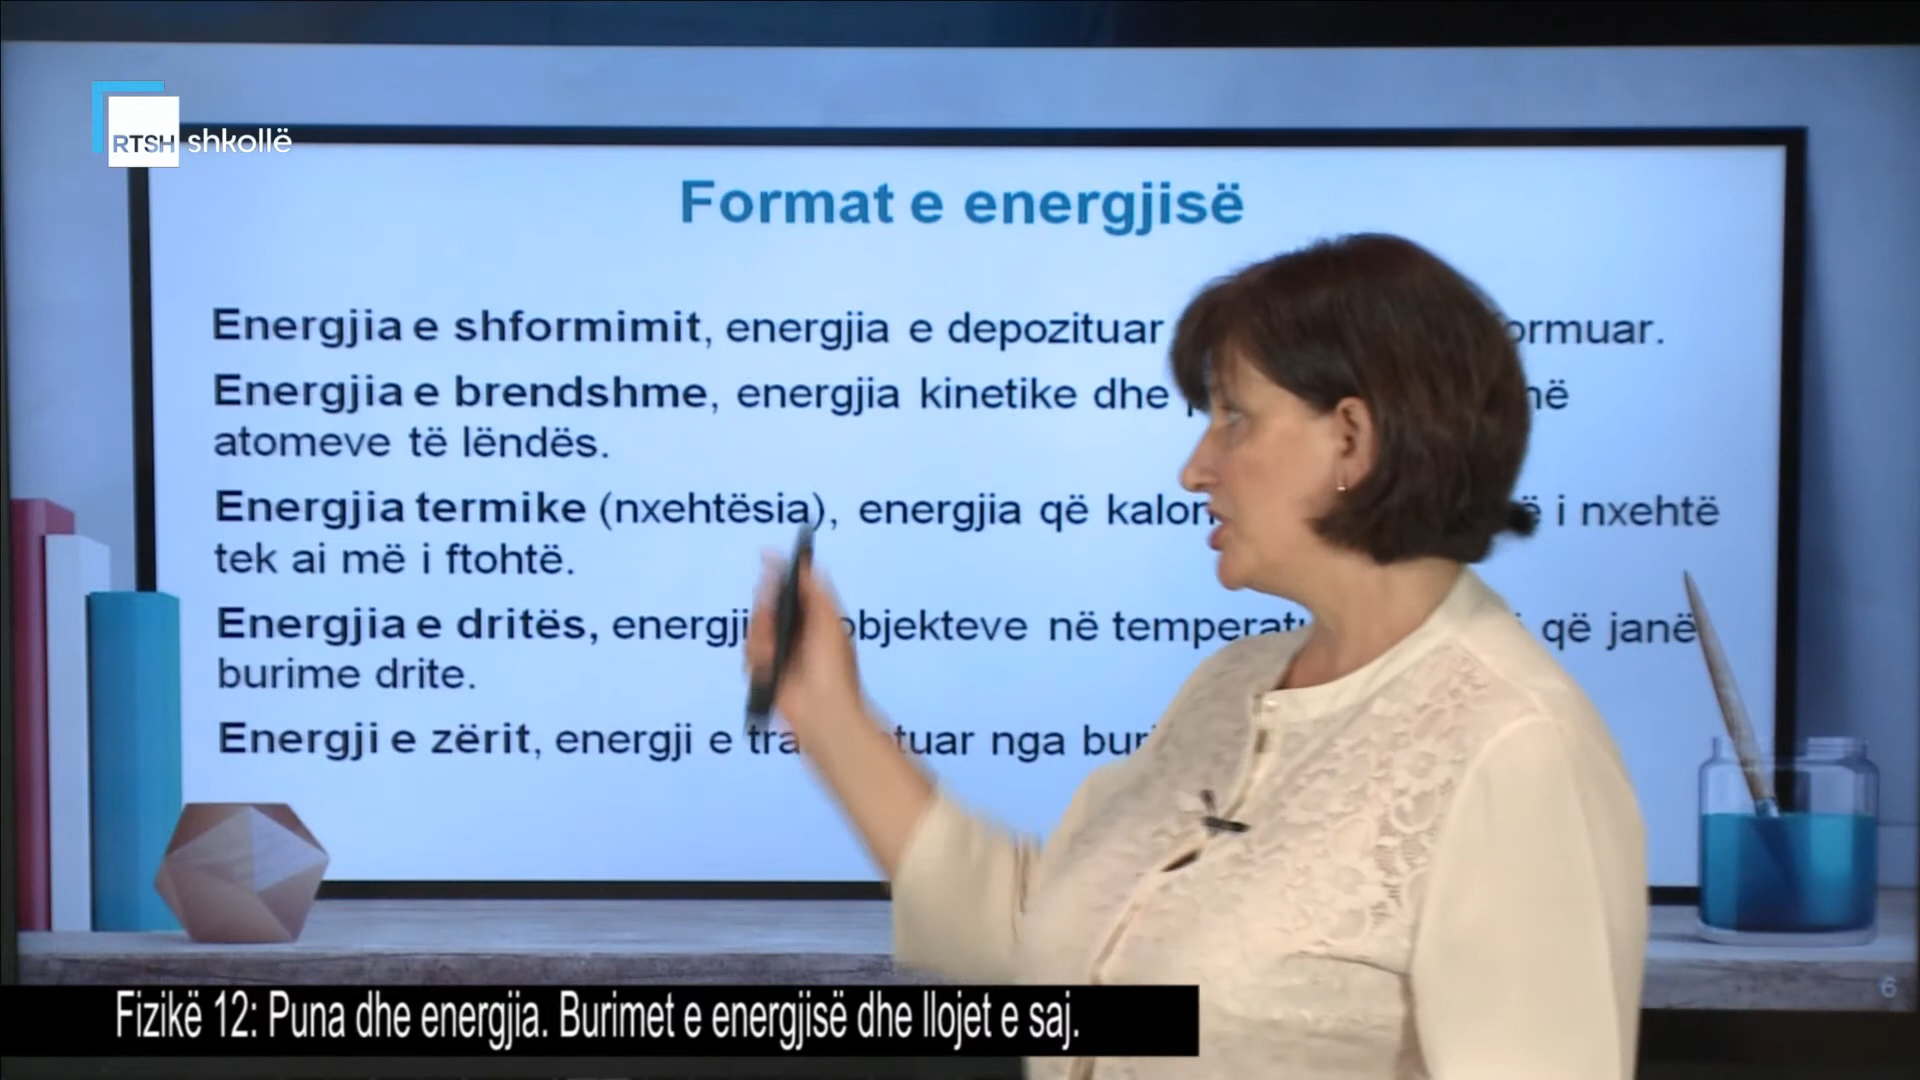 RTSH shkollë
Format e energjisë
Energjia e shformimit, energjia e depozituar
Energjia e brendshme, energjia kinetike dhe
atomeve të lëndës.
Energjia termike (nxehtësia), energjia që kalon i nxehtë
tek ai më i ftohtë.
Energjia e dritës, objekteve në që janë
burime drite.
Energji e zërit, energji e nga
6
Fizikë 12: Puna dhe energjia. Burimet e energjisë dhe llojet e saj.